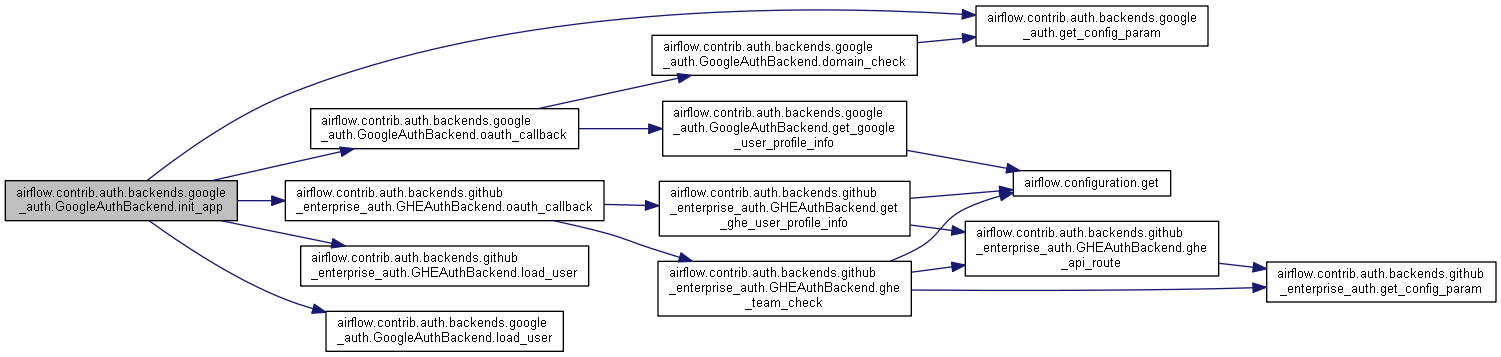 airflow.contrib.auth.backends.google
_auth.GoogleAuthBackend.init_app
airflow.contrib.auth.backends.google
_auth.get_config_param
airflow.contrib.auth.backends.google
_auth.GoogleAuthBackend.oauth_callback
airflow.contrib.auth.backends.google
_auth.GoogleAuthBackend.domain_check
airflow.contrib.auth.backends.google
_auth.GoogleAuthBackend.get_google
_user_profile_info
airflow.configuration.get
airflow.contrib.auth.backends.github
_enterprise_auth.GHEAuthBackend.oauth_callback
airflow.contrib.auth.backends.github
_enterprise_auth.GHEAuthBackend.get
_ghe_user_profile_info
airflow.contrib.auth.backends.github
_enterprise_auth.GHEAuthBackend.ghe
_api_route
airflow.contrib.auth.backends.github
_enterprise_auth.get_config_param
airflow.contrib.auth.backends.github
_enterprise_auth.GHEAuthBackend.ghe
_team_check
airflow.contrib.auth.backends.github
_enterprise_auth.GHEAuthBackend.load_user
airflow.contrib.auth.backends.google
_auth.GoogleAuthBackend.load_user